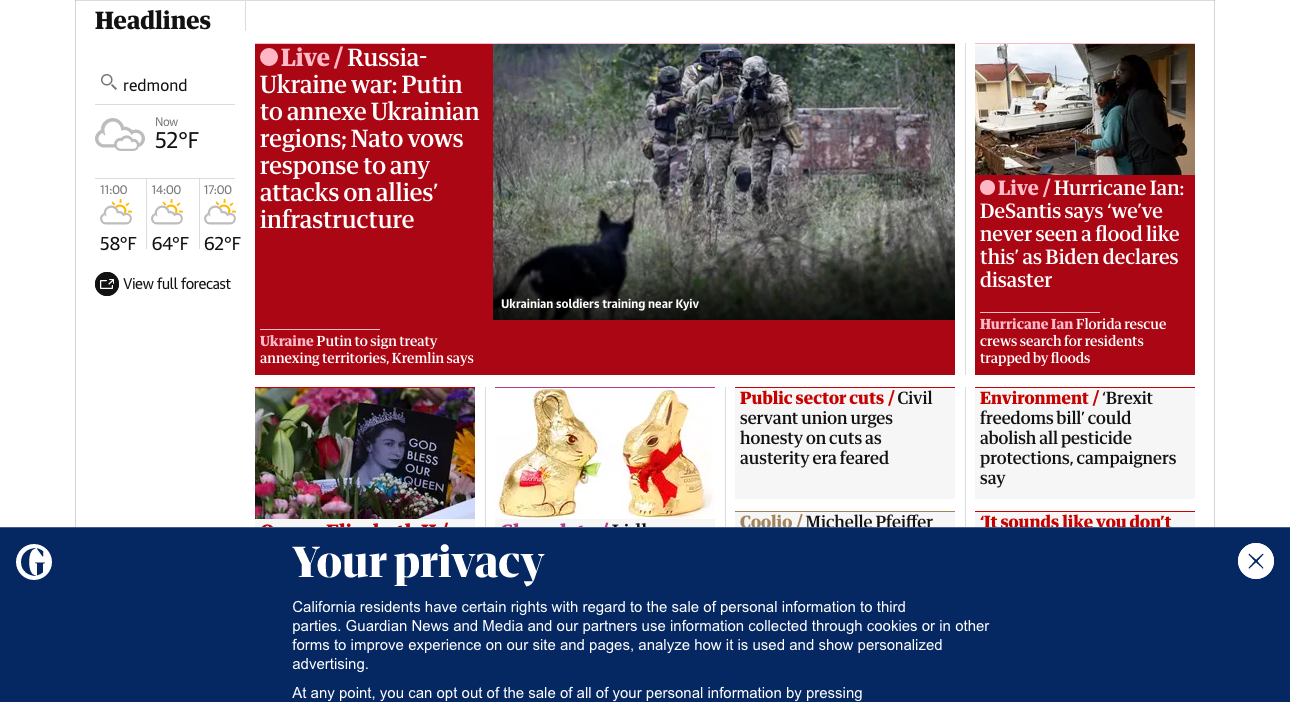 Headlines
redmond
Now
52°F
11:00
14:00
17:00
58°F
64°F
62°F
View full forecast
Live / Russia-
Ukraine war: Putin
to annexe Ukrainian
regions; Nato vows
response to any
attacks on allies’
infrastructure
Ukraine Putin to sign treaty
annexing territories, Kremlin says
Ukrainian soldiers training near Kyiv
Live / Hurricane Ian:
DeSantis says ‘we’ve
never seen a flood like
this’ as Biden declares
disaster
Hurricane Ian Florida rescue
crews search for residents
trapped by floods
GOD
BLESS
OUR
QUEEN
Public sector cuts / Civil
servant union urges
honesty on cuts as
austerity era feared
Environment / ‘Brexit
freedoms bill’ could
abolish all pesticide
protections, campaigners
say
Coolio / Michelle Pfeiffer
‘It sounds like you don’t
Your privacy
California residents have certain rights with regard to the sale of personal information to third
parties. Guardian News and Media and our partners use information collected through cookies or in other
forms to improve experience on our site and pages, analyze how it is used and show personalized
advertising.
At any point, you can opt out of the sale of all of your personal information by pressing